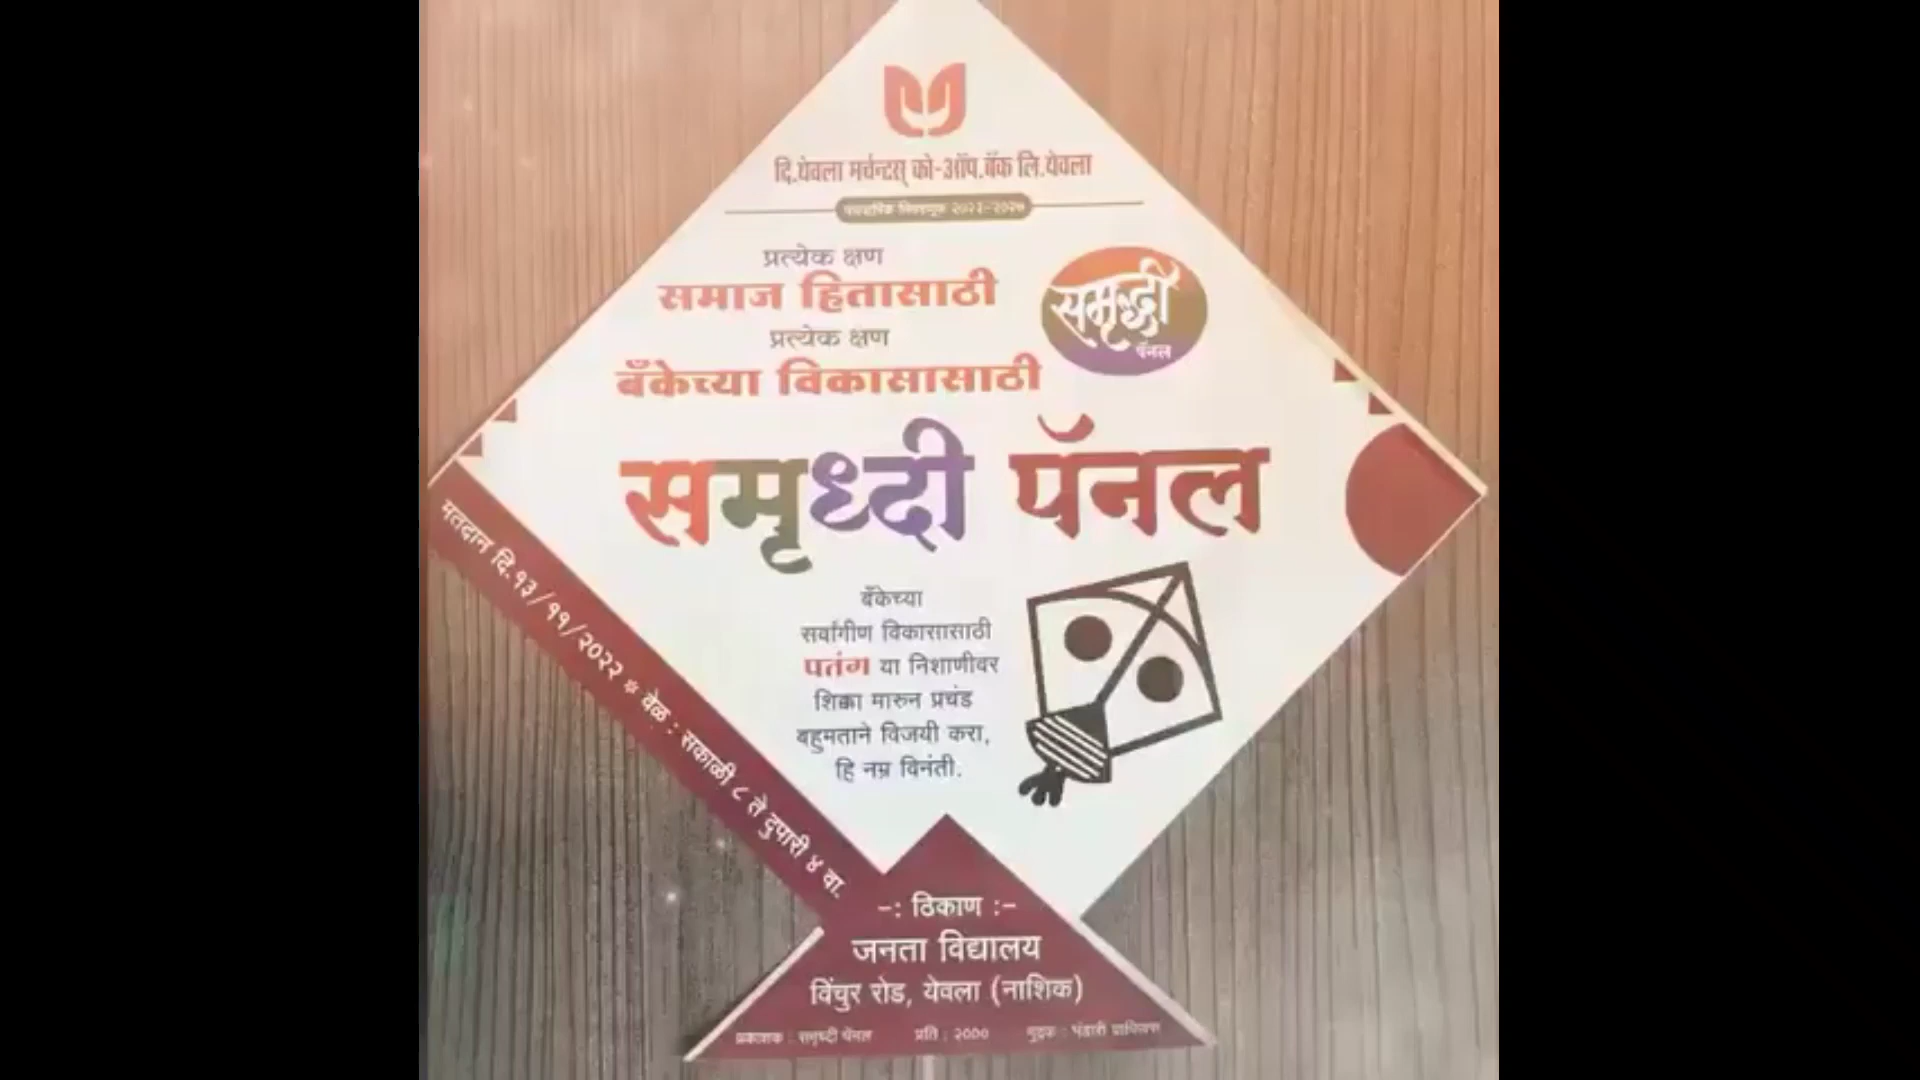 दि.येवला मर्चन्टस् को-ऑप.बँक लि.येवला
प्रत्येक क्षण
समाज हितासाठी
प्रत्येक क्षण
बँकेच्या विकासासाठी
समृद्धी
पॅनल
समृध्दी पॅनल
बँकेच्या
सर्वांगीण विकासासाठी
पतंग या निशाणीवर
शिक्का मारुन प्रचंड
बहुमताने विजयी करा,
हि नम्र विनंती.
मतदान दि.१३/११/२०२२ * वेळ : सकाळी ८ ते दुपारी ४ वा.
-: ठिकाण :-
जनता विद्यालय
विंचुर रोड, येवला (नाशिक)
प्रकाशक : समृध्दी पॅनल प्रति : २००० मुद्रक : भंडारी